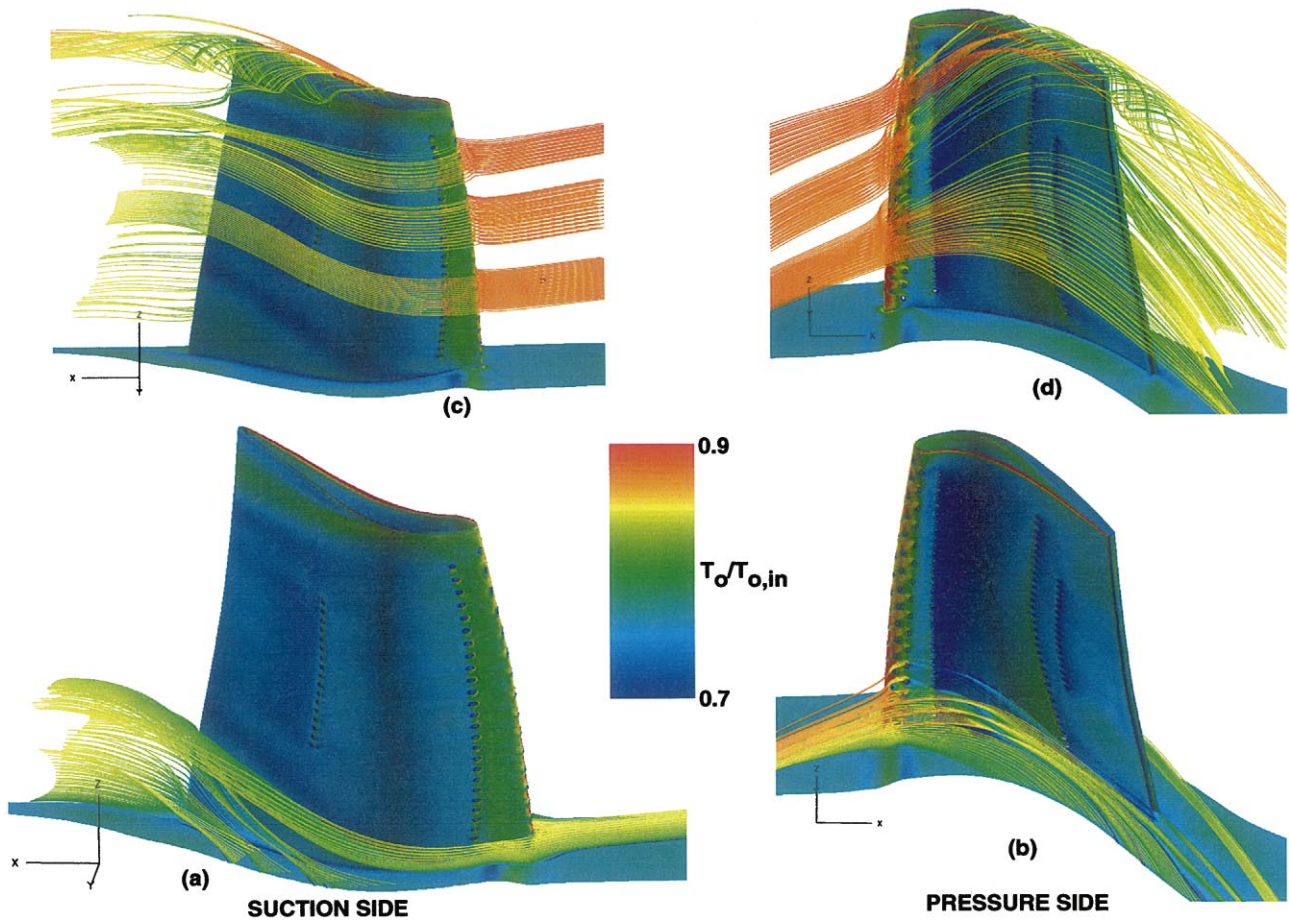 z
x
Y
(c)
z
Y
x
(d)
0.9
To/To,in
0.7
z
x
Y
(a)
z
x
(b)
SUCTION SIDE
PRESSURE SIDE